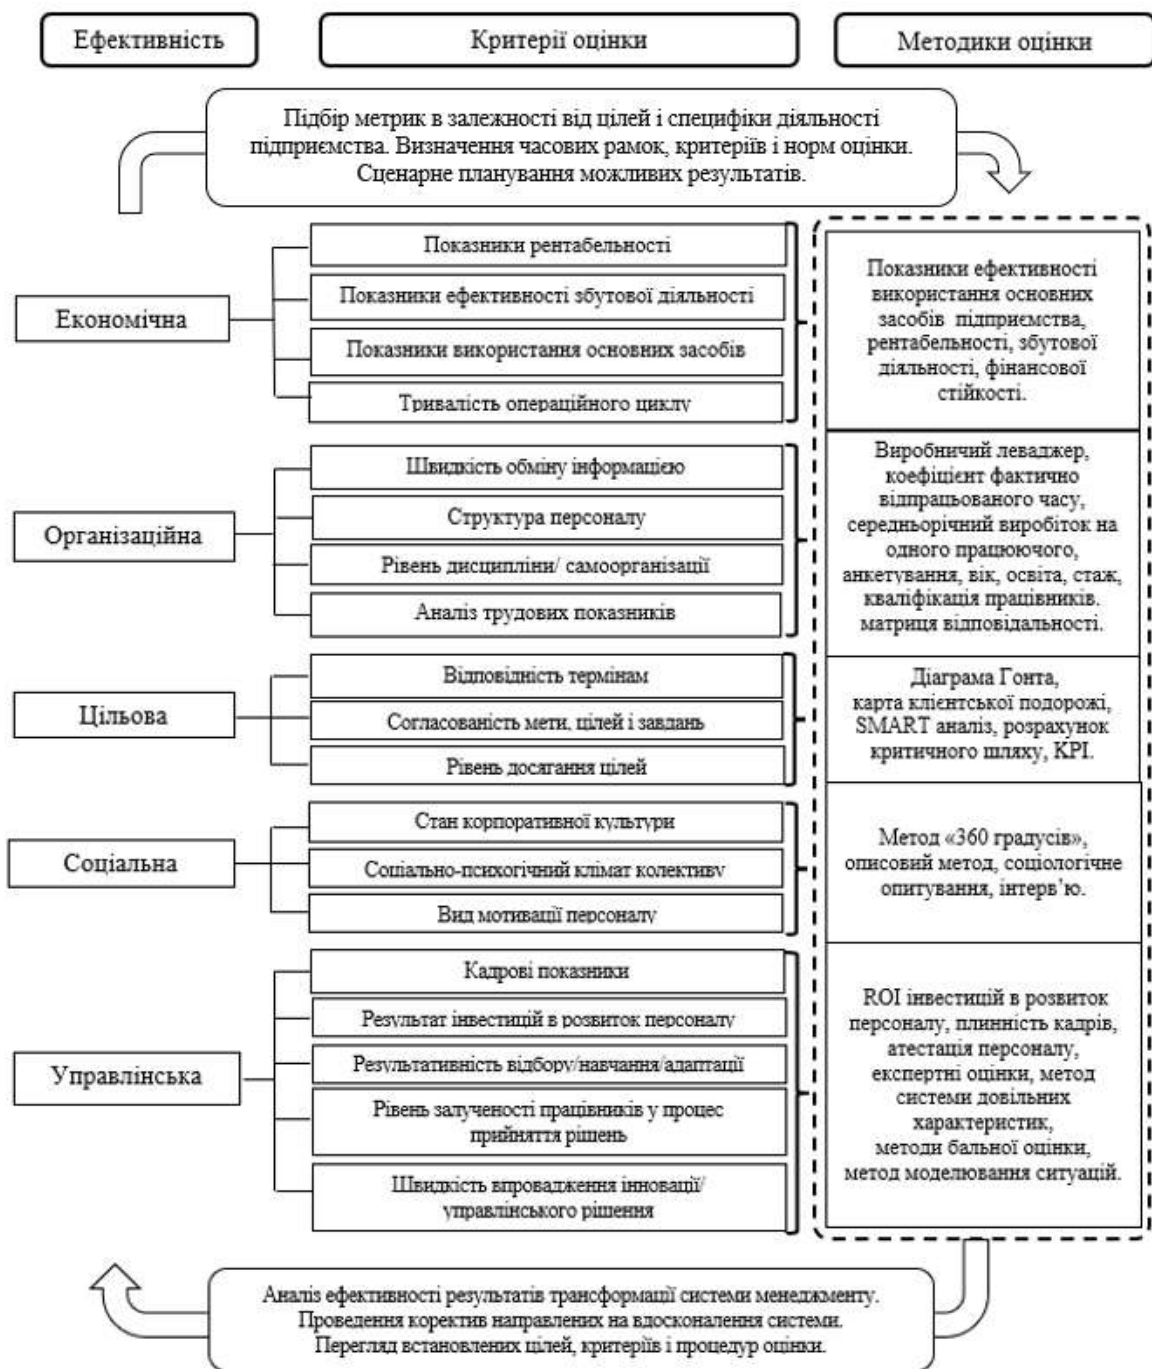 Ефективність
Критерії оцінки
Методики оцінки
Підбір метрик в залежності від цілей і специфіки діяльності
підприємства. Визначення часових рамок, критеріїв і норм оцінки.
Сценарне планування можливих результатів.
Економічна
Показники рентабельності
Показники ефективності збутової діяльності
Показники використання основних засобів
Тривалість операційного циклу
Показники ефективності
використання основних
засобів підприємства,
рентабельності, збутової
діяльності, фінансової
стійкості.
Організаційна
Швидкість обміну інформацією
Структура персоналу
Рівень дисципліни/ самоорганізації
Аналіз трудових показників
Виробничий леваджер,
коефіцієнт фактично
відпрацьованого часу,
середньорічний виробіток на
одного працюючого,
анкетування, вік, освіта, стаж,
кваліфікація працівників.
матриця відповідальності.
Цільова
Відповідність термінам
Согласованість мети, цілей і завдань
Рівень досягання цілей
Діаграма Гонта,
карта клієнтської подорожі,
SMART аналіз, розрахунок
критичного шляху, KPI.
Соціальна
Стан корпоративної культури
Соціально-психогічний клімат колективу
Вид мотивації персоналу
Метод «360 градусів»,
описовий метод, соціологічне
опитування, інтерв’ю.
Управлінська
Кадрові показники
Результат інвестицій в розвиток персоналу
Результативність відбору/навчання/адаптації
Рівень залученості працівників у процес
прийняття рішень
Швидкість впровадження інновації/
управлінського рішення
ROI інвестицій в розвиток
персоналу, плинність кадрів,
атестація персоналу,
експертні оцінки, метод
системи довільних
характеристик,
методи бальної оцінки,
метод моделювання ситуацій.
Аналіз ефективності результатів трансформації системи менеджменту.
Проведення коректив направлених на вдосконалення системи.
Перегляд встановлених цілей, критеріїв і процедур оцінки.